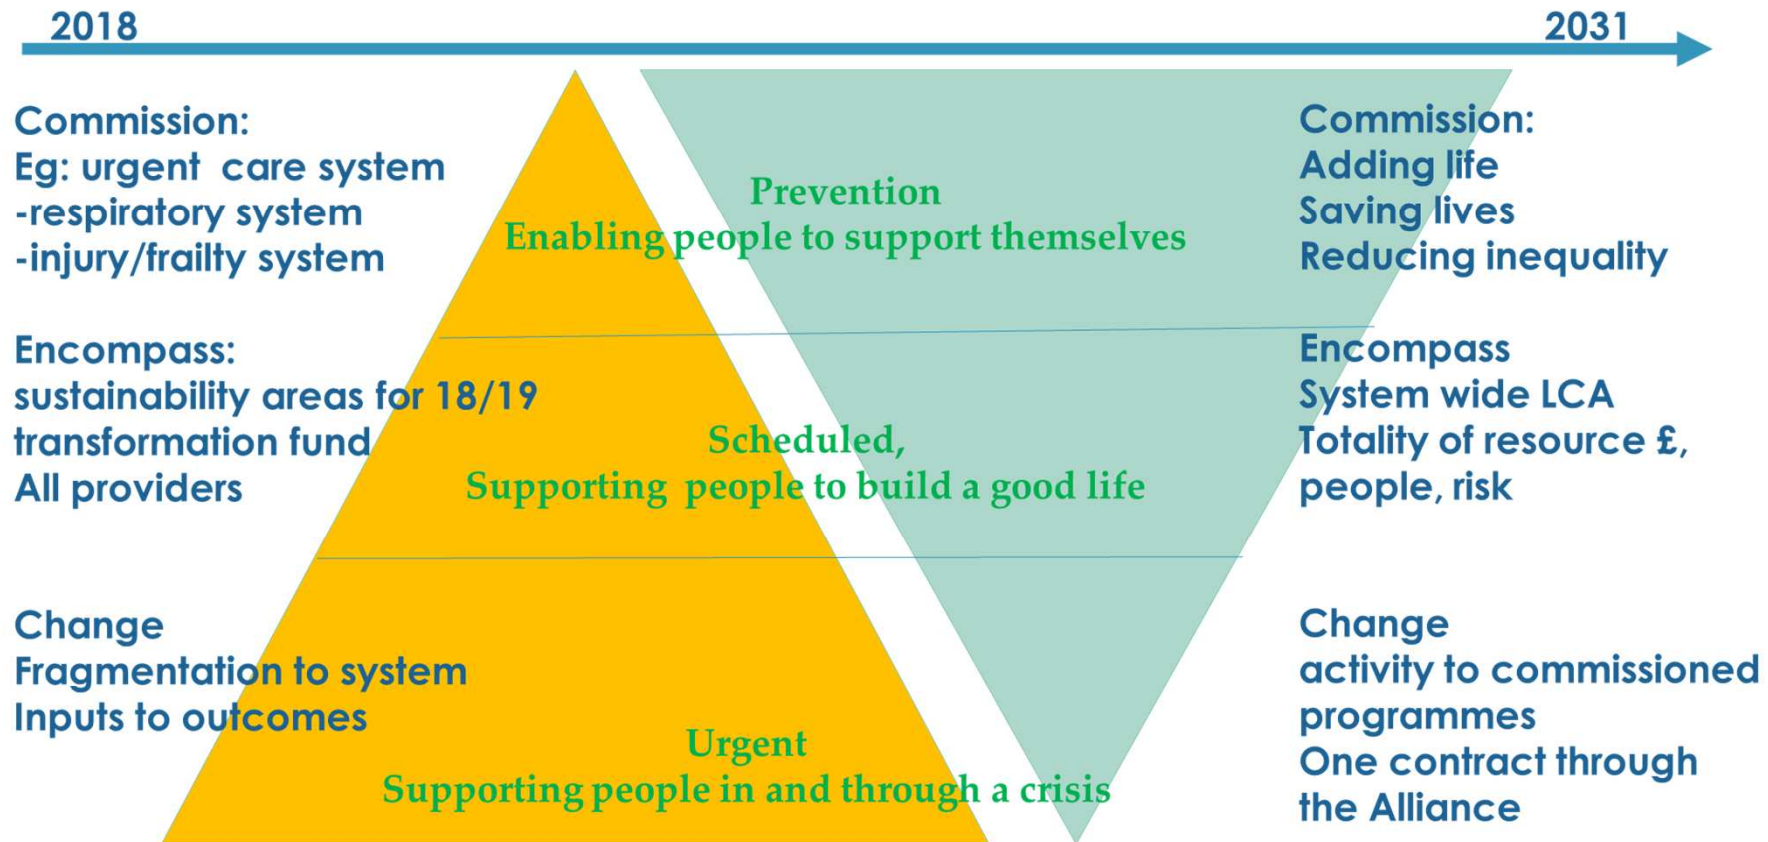 2018
2031
Commission:
Eg: urgent care system
-respiratory system
-injury/frailty system
Encompass:
sustainability areas for 18/19
transformation fund
All providers
Change
Fragmentation to system
Inputs to outcomes
Prevention
Enabling people to support themselves
Scheduled,
Supporting people to build a good life
Urgent
Supporting people in and through a crisis
Commission:
Adding life
Saving lives
Reducing inequality
Encompass
System wide LCA
Totality of resource £,
people, risk
Change
activity to commissioned
programmes
One contract through
the Alliance